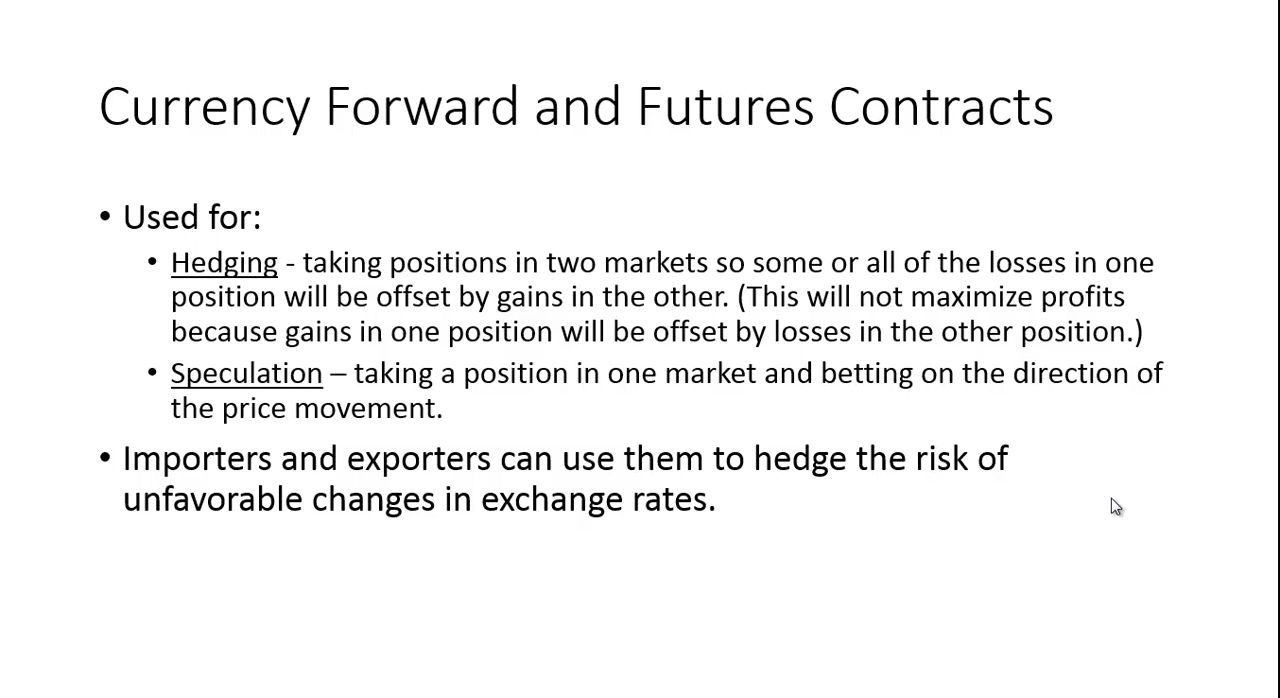 Currency Forward and Futures Contracts
• Used for:
• Hedging - taking positions in two markets so some or all of the losses in one
position will be offset by gains in the other. (This will not maximize profits
because gains in one position will be offset by losses in the other position.)
• Speculation – taking a position in one market and betting on the direction of
the price movement.
• Importers and exporters can use them to hedge the risk of
unfavorable changes in exchange rates.